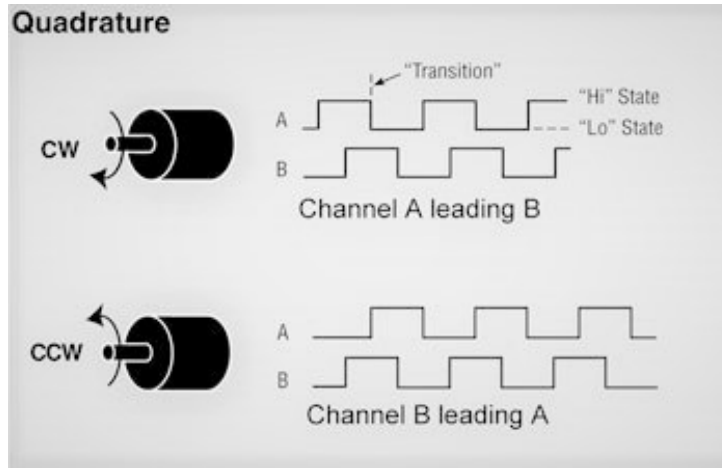 Quadrature
"Transition"
"Hi" State
A
"Lo" State
CW
B
Channel A leading B
A
CCW
B
Channel B leading A